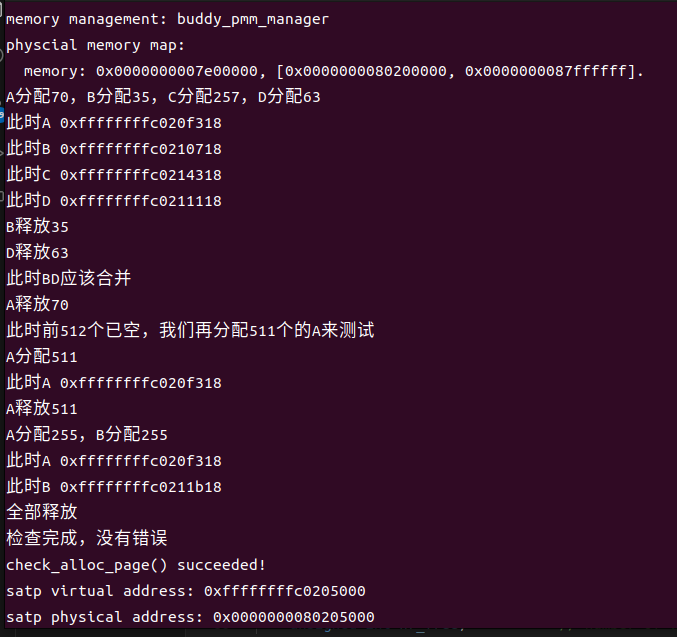 memory management: buddy_pmm_manager
physcial memory map:
  memory: 0x0000000007e00000, [0x0000000080200000, 0x0000000087ffffff].
A分配70，B分配35，C分配257，D分配63
此时A 0xffffffffc020f318
此时B 0xffffffffc0210718
此时C 0xffffffffc0214318
此时D 0xffffffffc0211118
B释放35
D释放63
此时BD应该合并
A释放70
此时前512个已空，我们再分配511个的A来测试
A分配511
此时A 0xffffffffc020f318
A释放511
A分配255，B分配255
此时A 0xffffffffc020f318
此时B 0xffffffffc0211b18
全部释放
检查完成，没有错误
check_alloc_page() succeeded!
satp virtual address: 0xffffffffc0205000
satp physical address: 0x0000000080205000